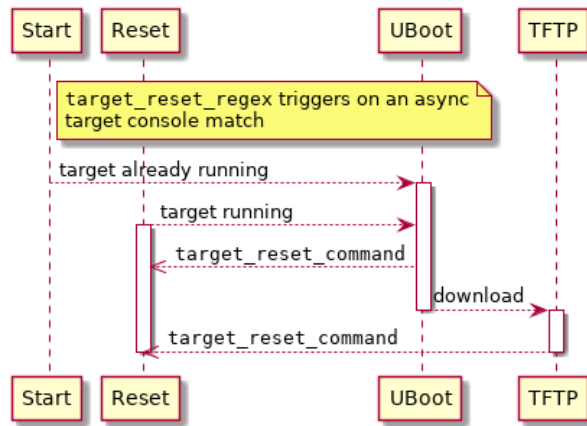 Start Reset UBoot TFTP
target_reset_regex triggers on an async
target console match
target already running
target running
target_reset_command
download
target_reset_command
Start Reset UBoot TFTP